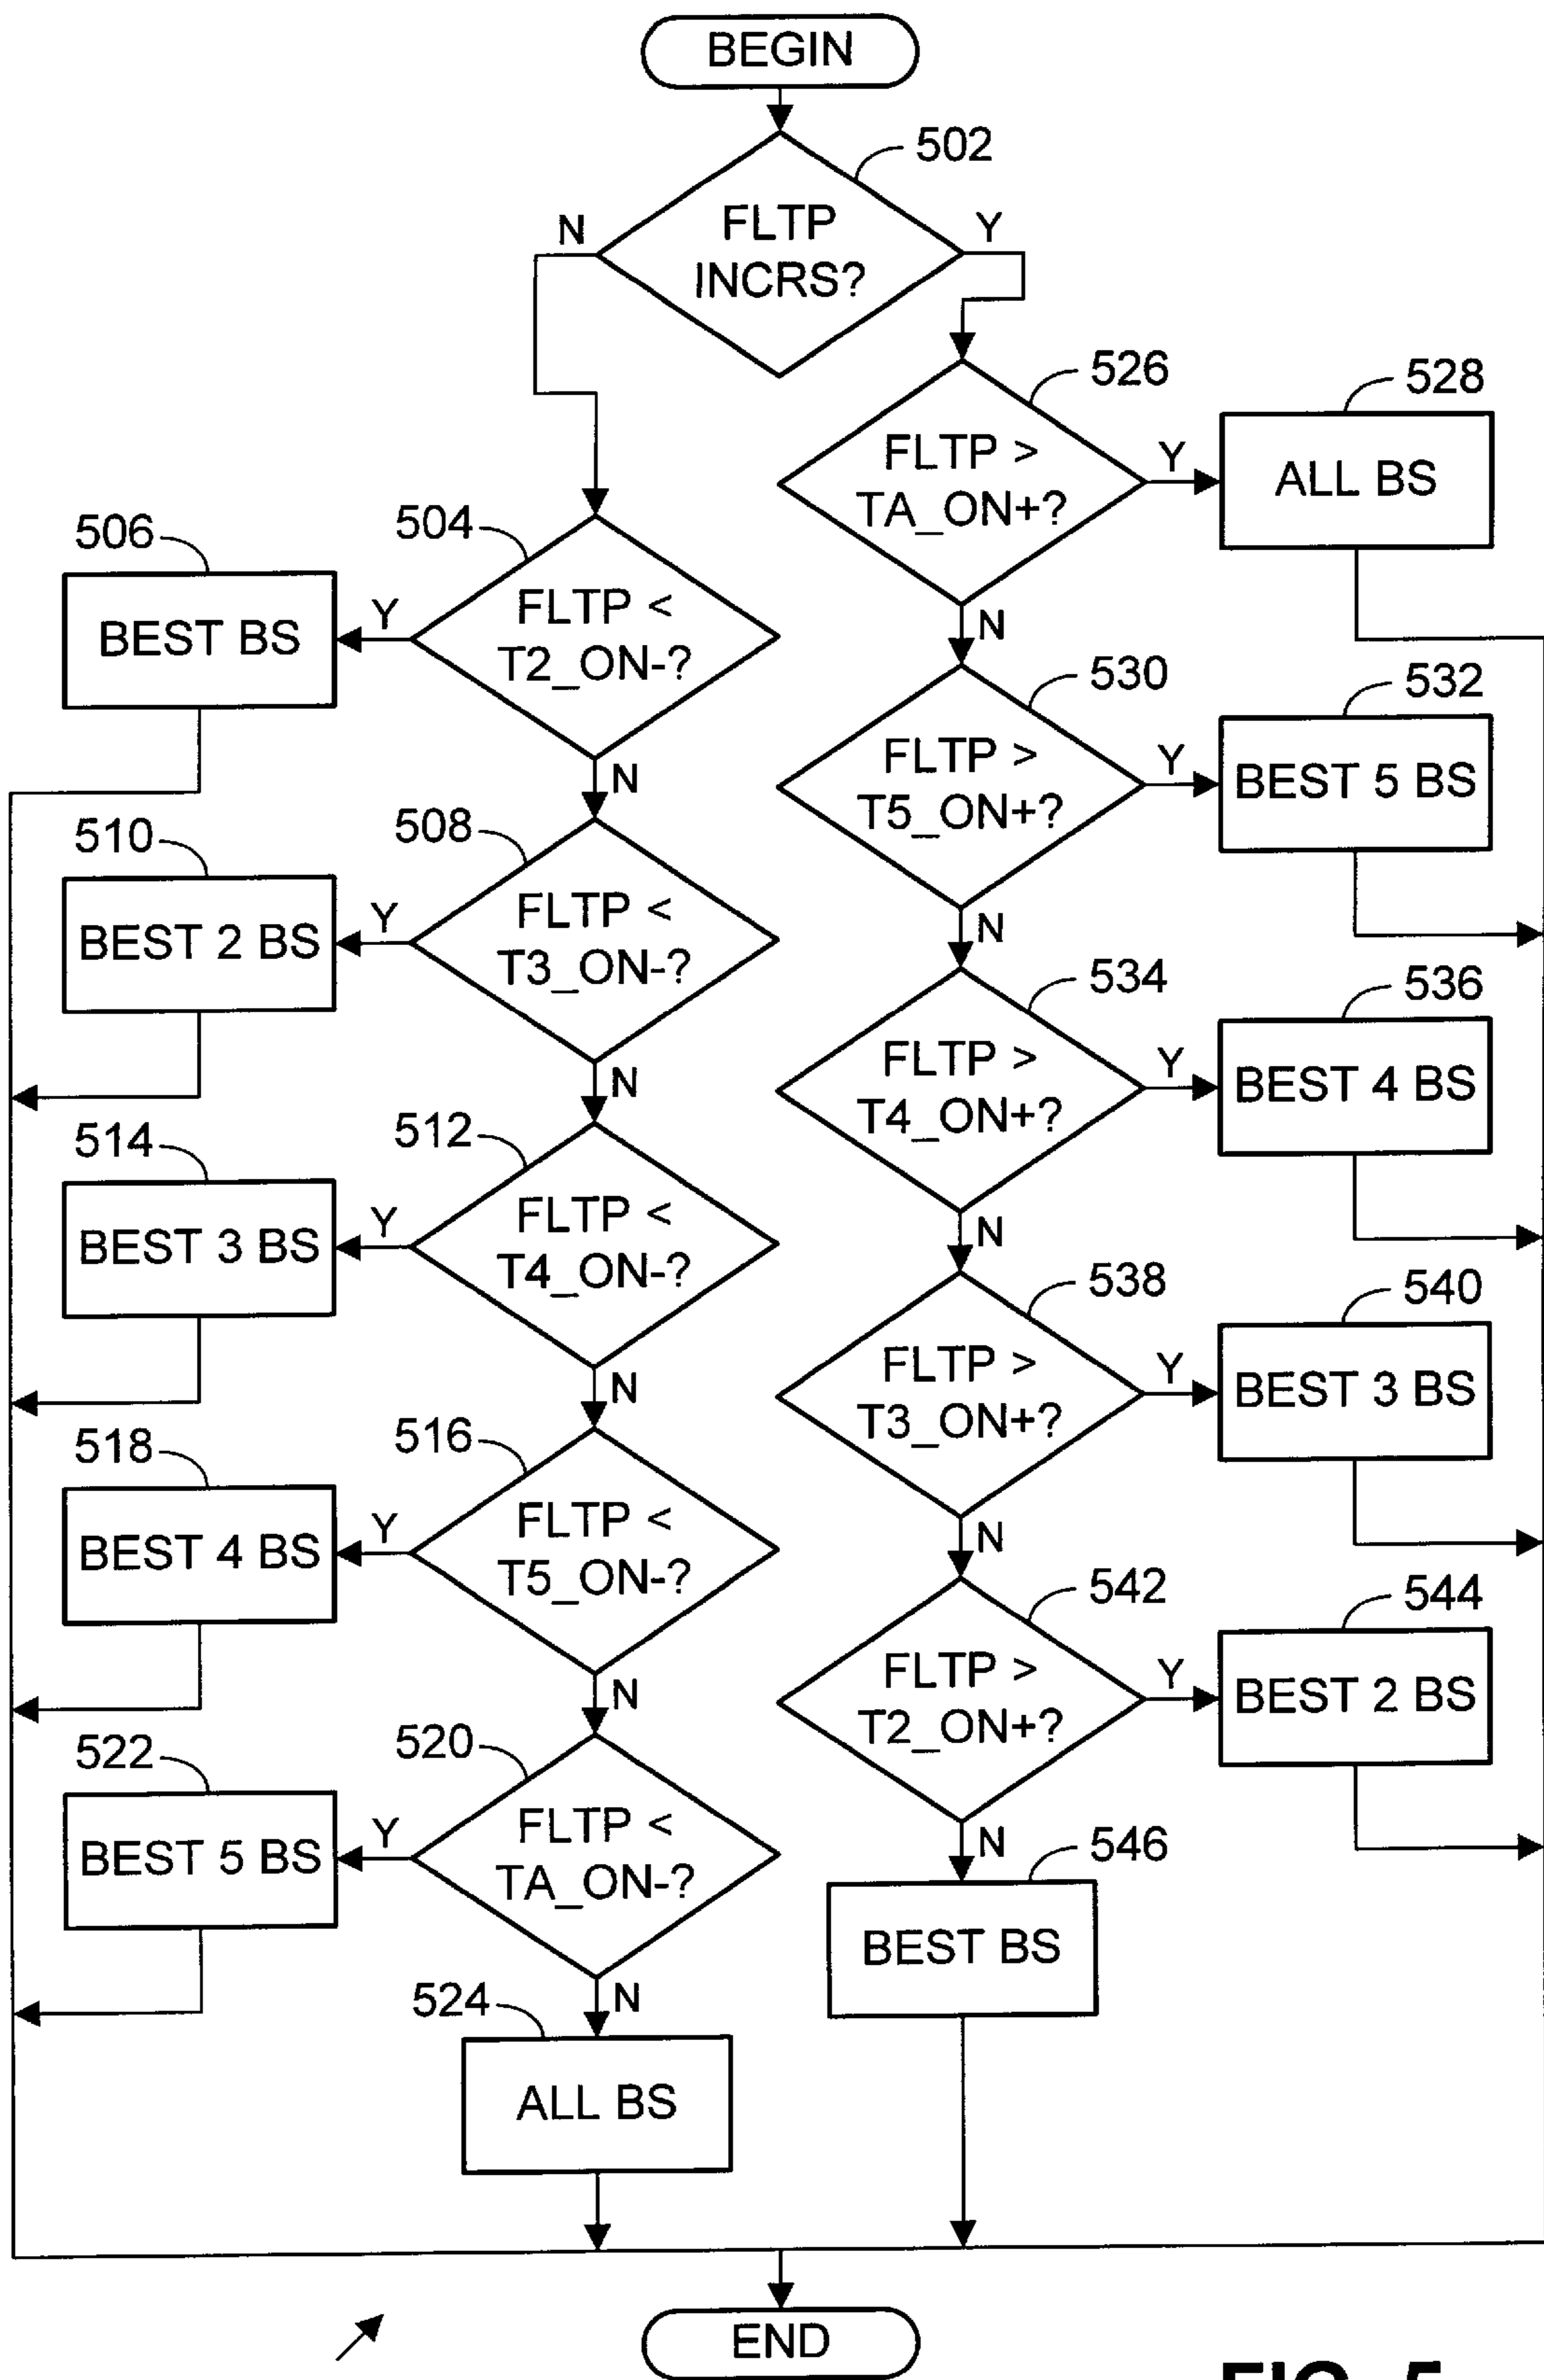 BEGIN
502
N
FLTP
INCRS?
Y
526
528
FLTP >
TA_ON+?
Y
ALL BS
N
506
504
BEST BS
Y
FLTP <
T2_ON-?
N
530
532
FLTP >
T5_ON+?
Y
BEST 5 BS
N
510
508
BEST 2 BS
Y
FLTP <
T3_ON-?
N
534
536
FLTP >
T4_ON+?
Y
BEST 4 BS
N
514
512
BEST 3 BS
Y
FLTP <
T4_ON-?
N
538
540
FLTP >
T3_ON+?
Y
BEST 3 BS
N
518
516
BEST 4 BS
Y
FLTP <
T5_ON-?
N
542
544
FLTP >
T2_ON+?
Y
BEST 2 BS
N
522
520
BEST 5 BS
Y
FLTP <
TA_ON-?
N
546
BEST BS
524
ALL BS
END
FIG. 5